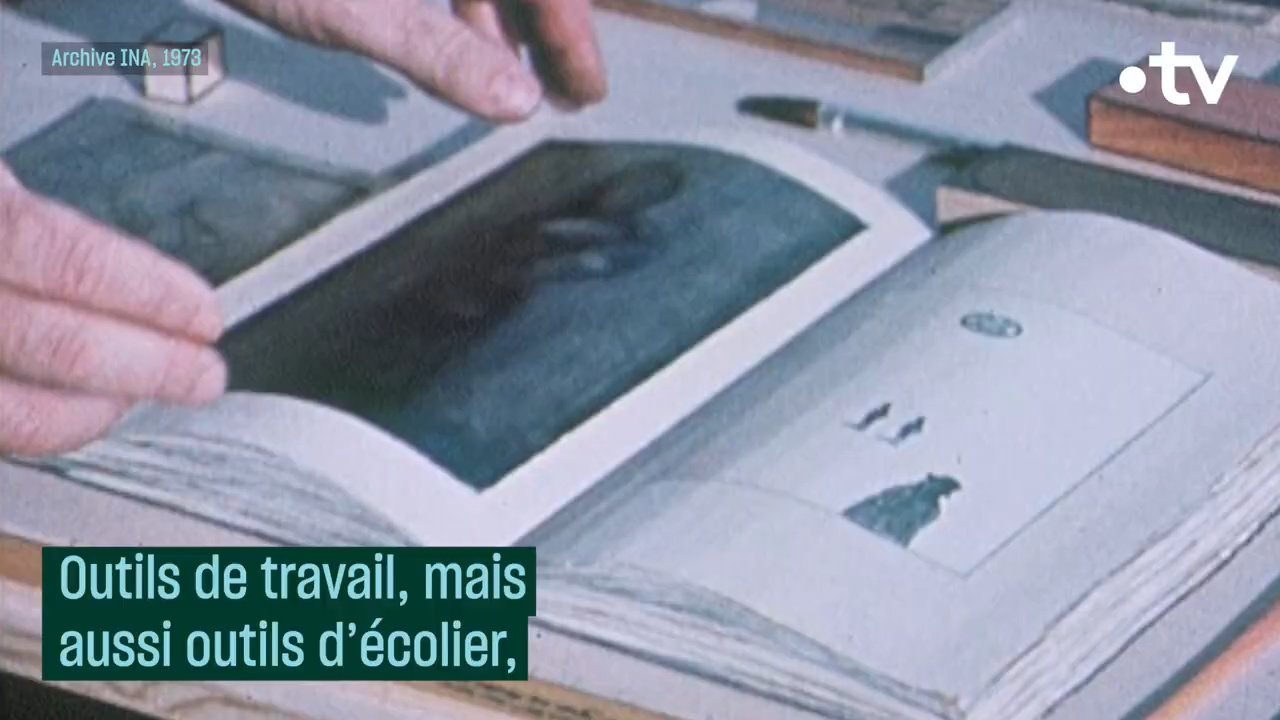 Archive INA, 1973
•tv
Outils de travail, mais
aussi outils d’écolier,